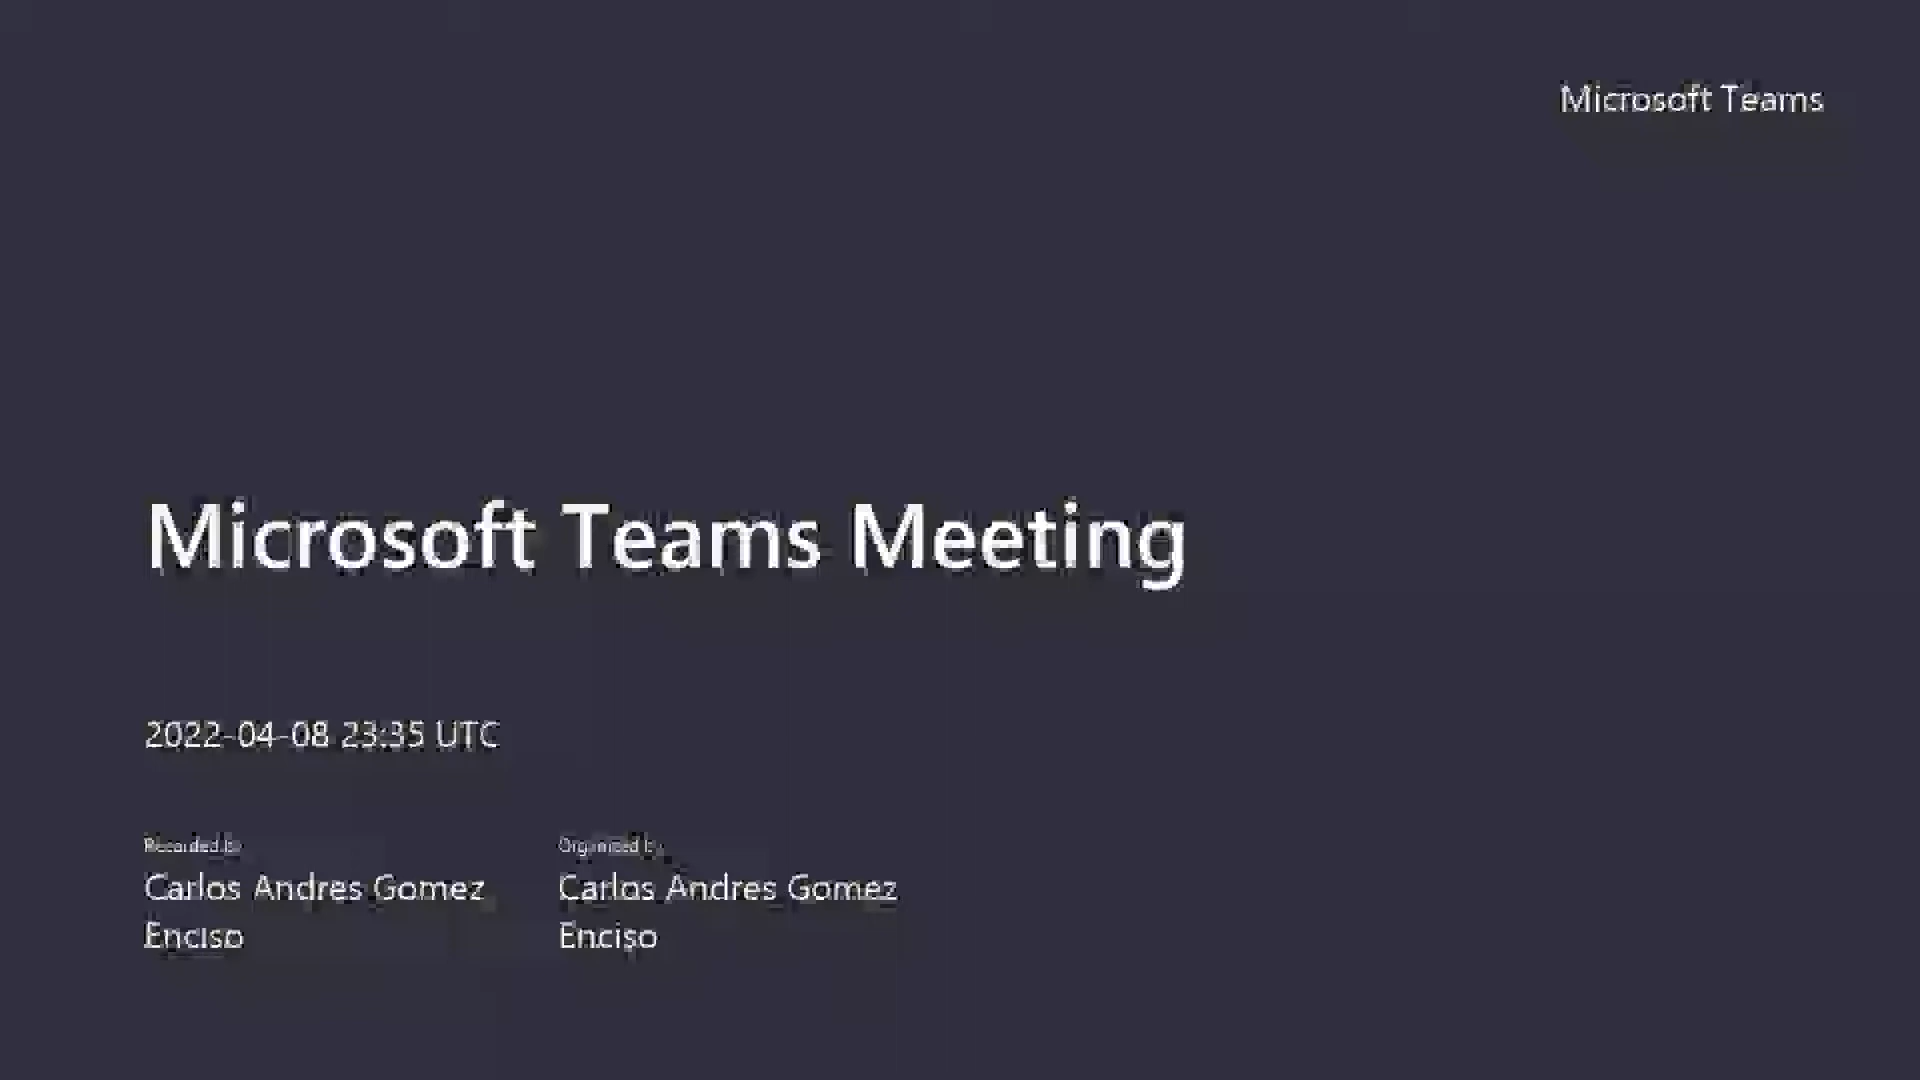 Microsoft Teams
Microsoft Teams Meeting
2022-04-08 23:35 UTC
Recorded by
Organized by
Carlos Andres Gomez
Enciso
Carlos Andres Gomez
Enciso